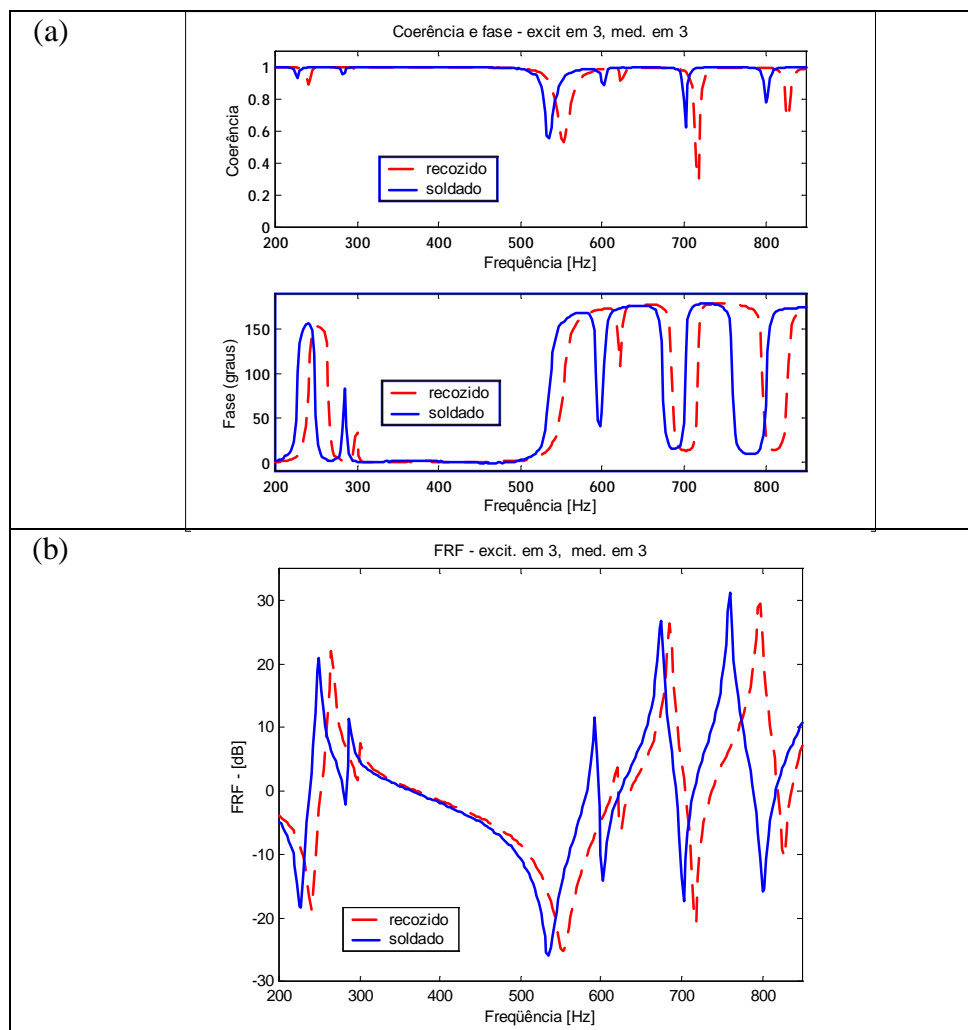 (a)
Coerência e fase - excit em 3, med. em 3
1
0.8
0.6
0.4
0.2
0
Coerência
recozido
soldado
200 300 400 500 600 700 800
Frequência [Hz]
150
100
50
0
Fase (graus)
recozido
soldado
200 300 400 500 600 700 800
Frequência [Hz]
(b)
FRF - excit. em 3, med. em 3
30
20
10
0
-10
-20
-30
FRF - [dB]
recozido
soldado
200 300 400 500 600 700 800
Freqüência [Hz]